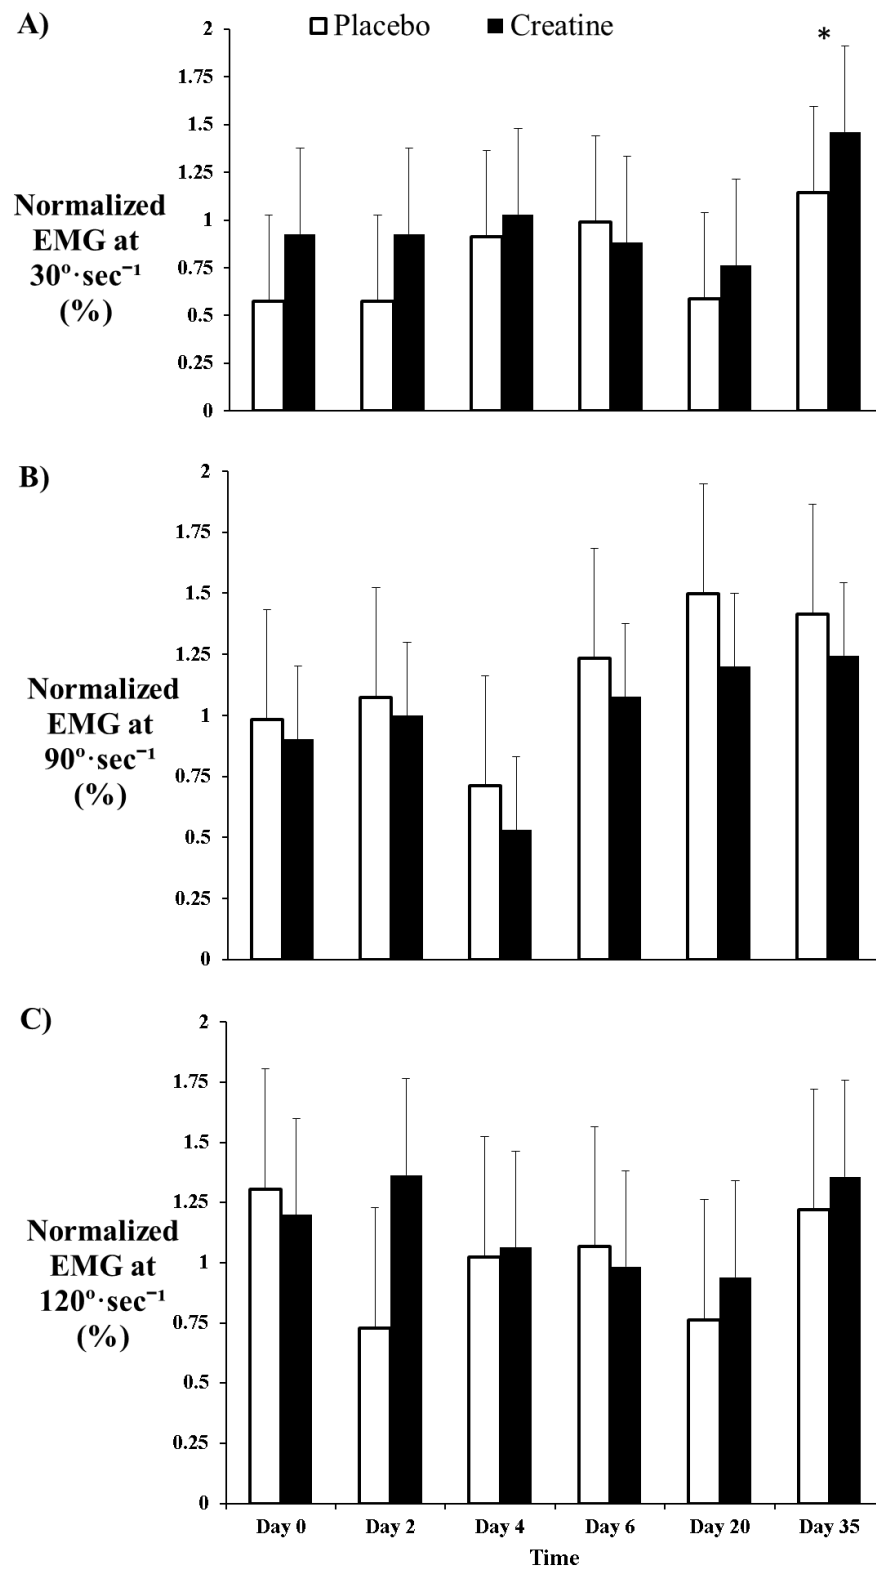 A)
Placebo
Creatine
*
2
1.75
1.5
1.25
1
0.75
0.5
0.25
0
Normalized
EMG at
30º·sec⁻¹
(%)
B)
2
1.75
1.5
1.25
1
0.75
0.5
0.25
0
Normalized
EMG at
90º·sec⁻¹
(%)
C)
2
1.75
1.5
1.25
1
0.75
0.5
0.25
0
Normalized
EMG at
120º·sec⁻¹
(%)
Day 0 Day 2 Day 4 Day 6 Day 20 Day 35
Time